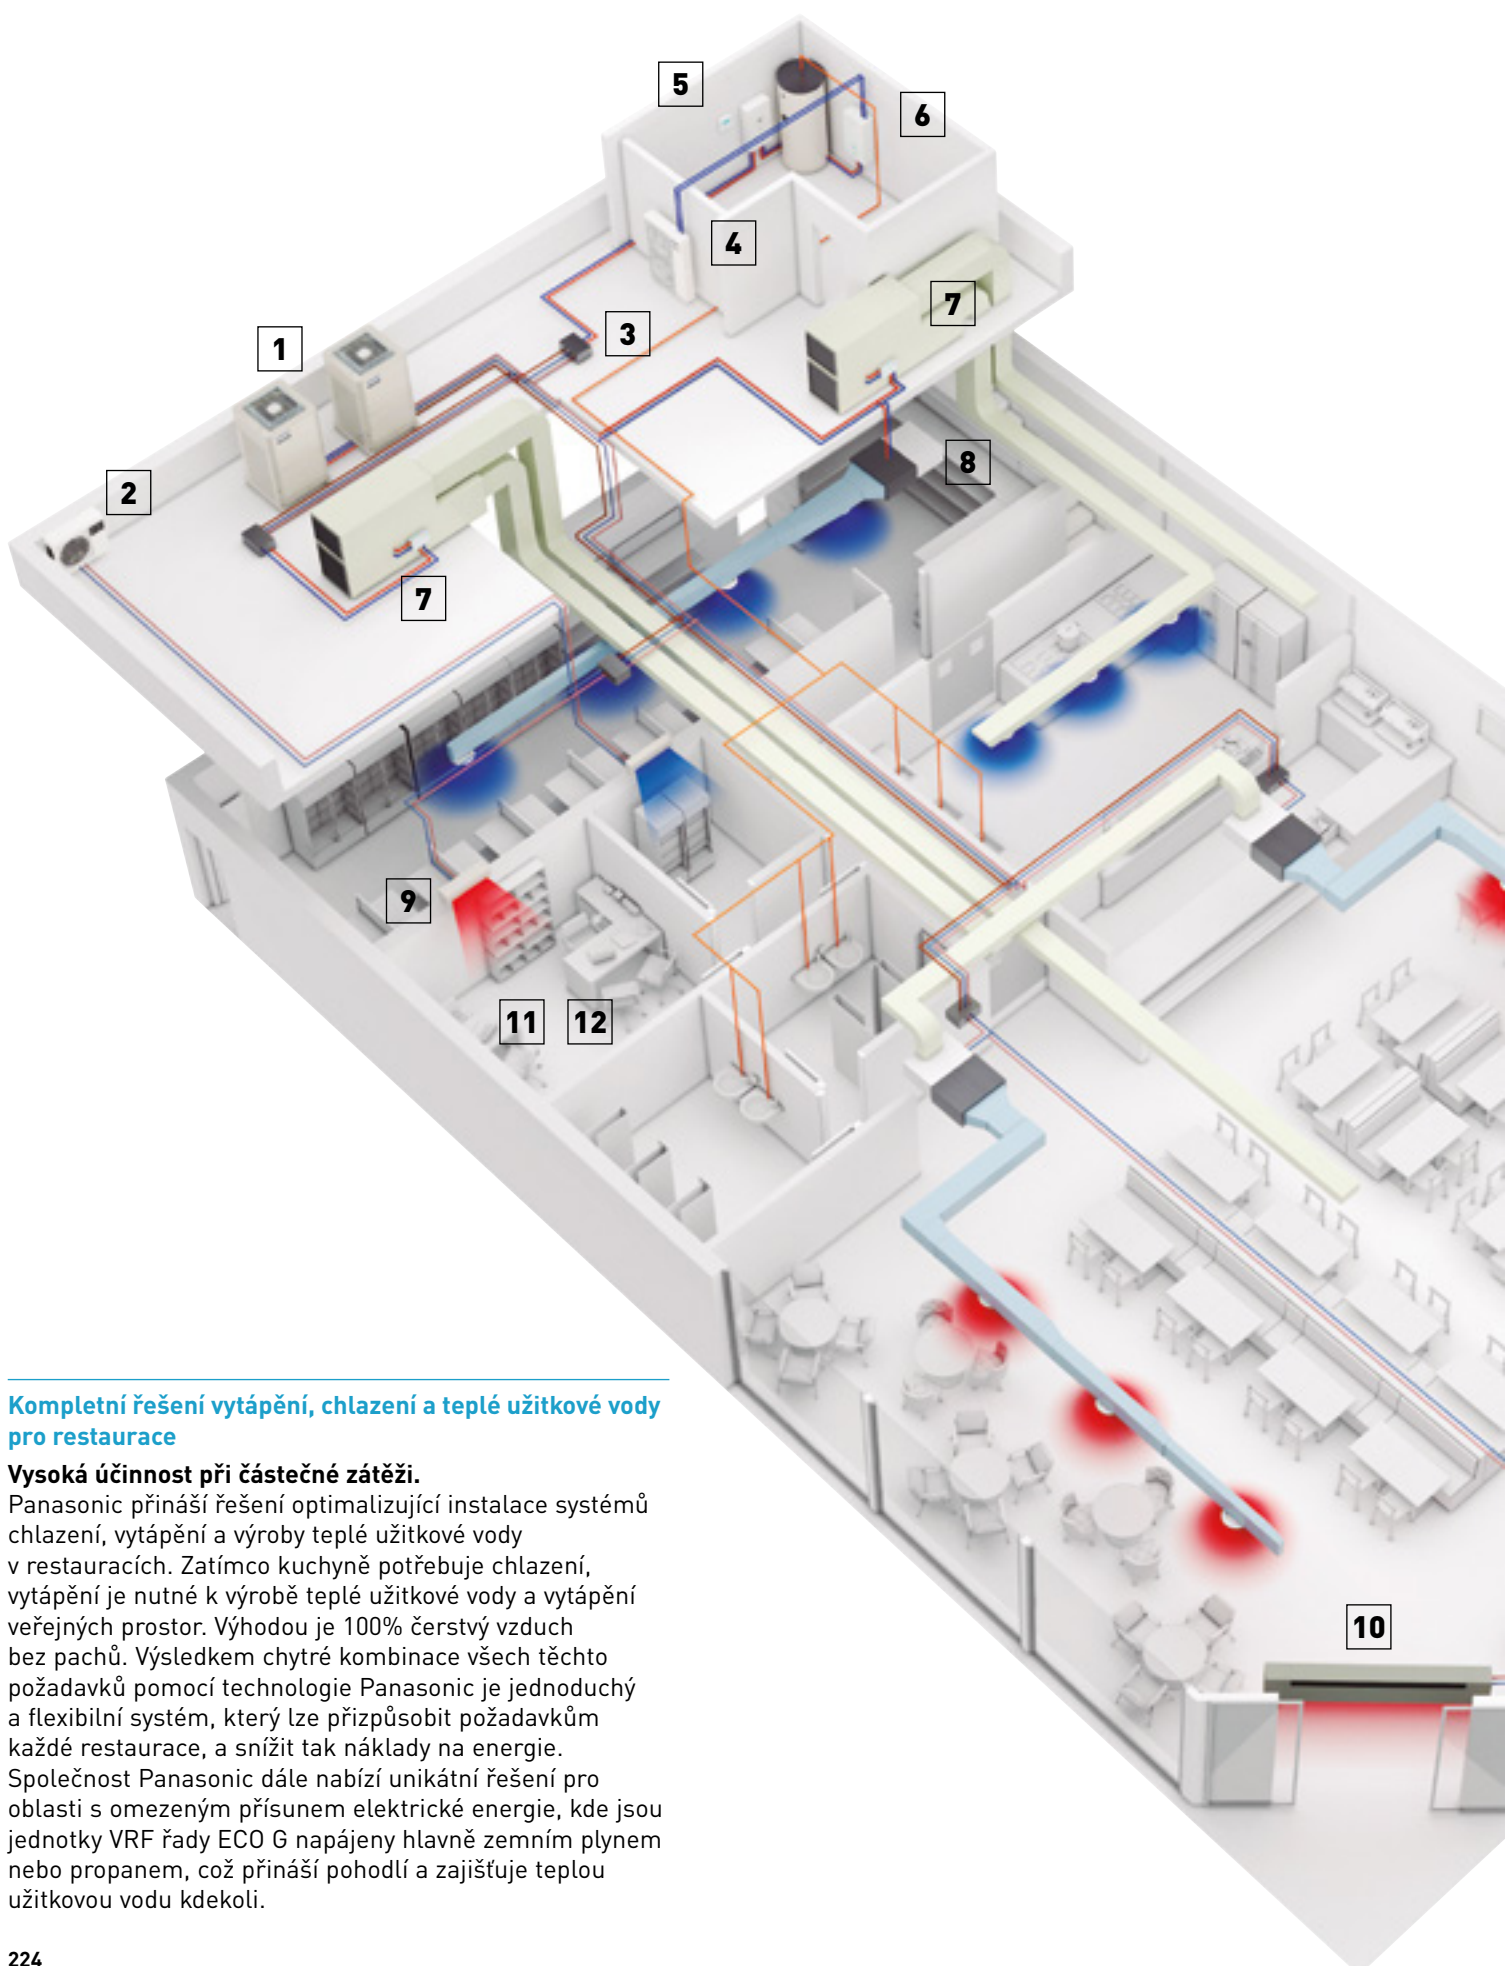 5
6
4
7
3
1
8
2
7
9
11
12
10
Kompletní řešení vytápění, chlazení a teplé užitkové vody
pro restaurace
Vysoká účinnost při částečné zátěži.
Panasonic přináší řešení optimalizující instalace systémů
chlazení, vytápění a výroby teplé užitkové vody
v restauracích. Zatímco kuchyně potřebuje chlazení,
vytápění je nutné k výrobě teplé užitkové vody a vytápění
veřejných prostor. Výhodou je 100% čerstvý vzduch
bez pachů. Výsledkem chytré kombinace všech těchto
požadavků pomocí technologie Panasonic je jednoduchý
a flexibilní systém, který lze přizpůsobit požadavkům
každé restaurace, a snížit tak náklady na energie.
Společnost Panasonic dále nabízí unikátní řešení pro
oblasti s omezeným přísunem elektrické energie, kde jsou
jednotky VRF řady ECO G napájeny hlavně zemním plynem
nebo propanem, což přináší pohodlí a zajišťuje teplou
užitkovou vodu kdekoli.
224